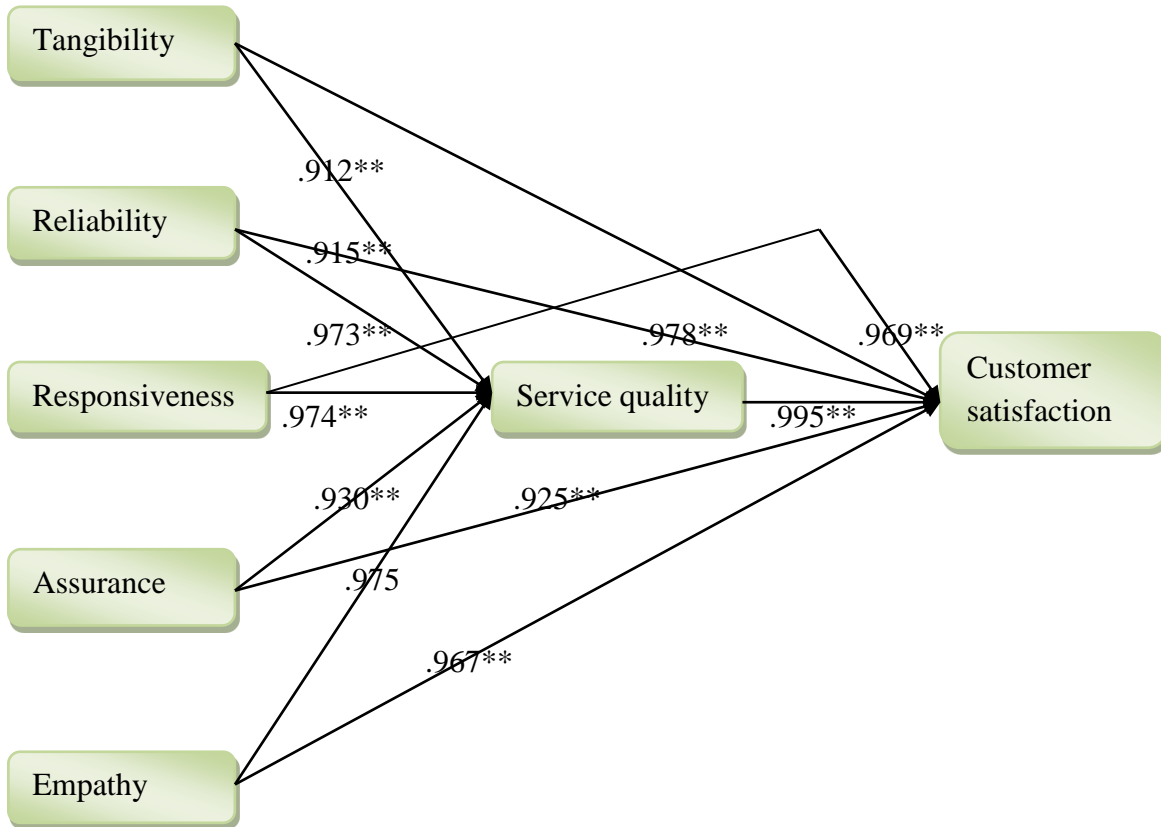 Tangibility
.912**
Reliability
.915**
.973**
.978**
.969**
Responsiveness
Service quality
Customer
satisfaction
.974**
.995**
.930**
.925**
Assurance
.975
.967**
Empathy